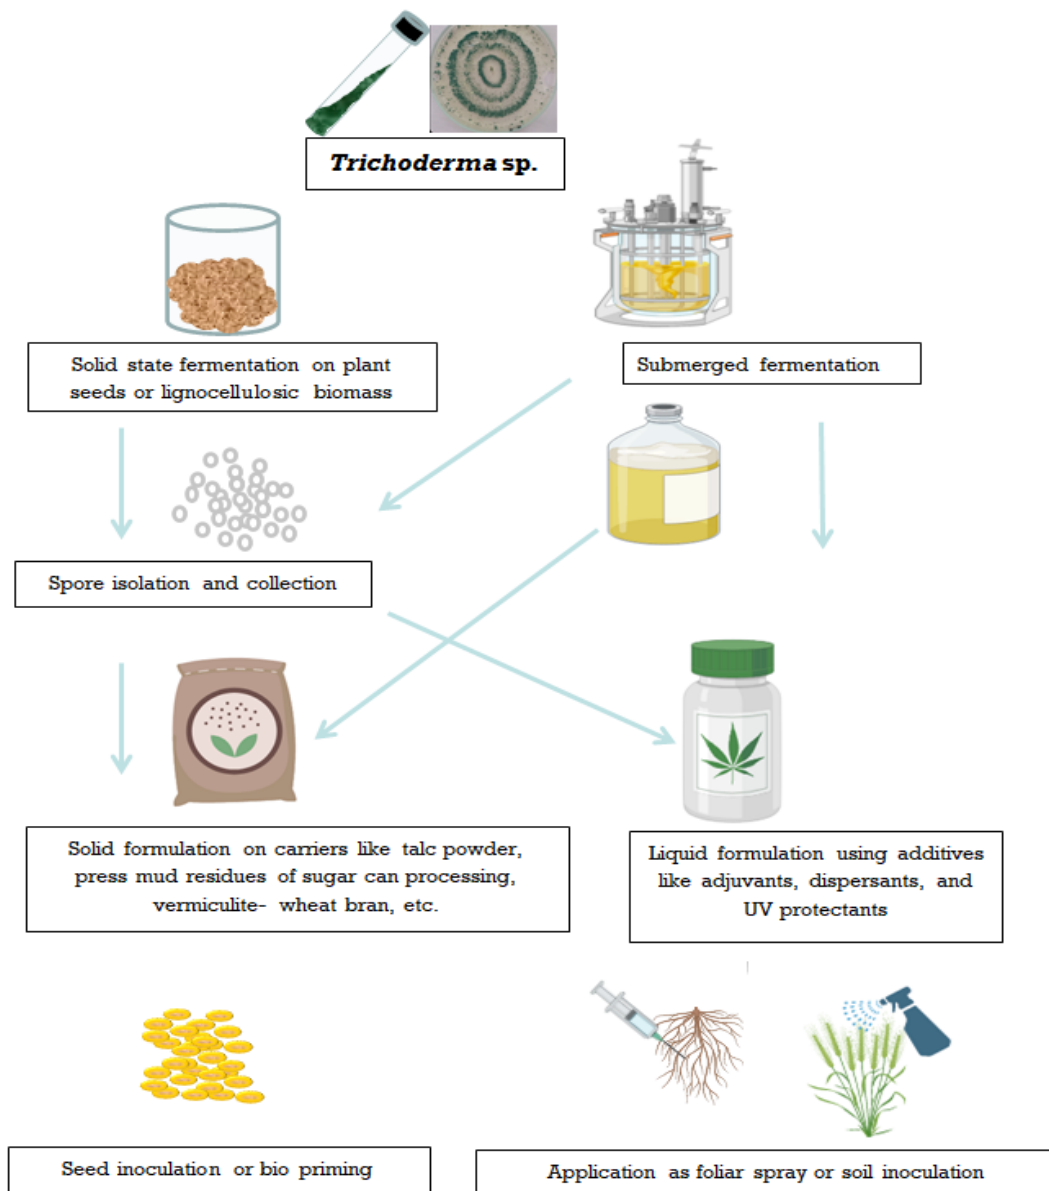 Trichoderma sp.
Solid state fermentation on plant
seeds or lignocellulosic biomass
Submerged fermentation
Spore isolation and collection
Solid formulation on carriers like talc powder,
press mud residues of sugar can processing,
vermiculite- wheat bran, etc.
Liquid formulation using additives
like adjuvants, dispersants, and
UV protectants
Seed inoculation or bio priming
Application as foliar spray or soil inoculation